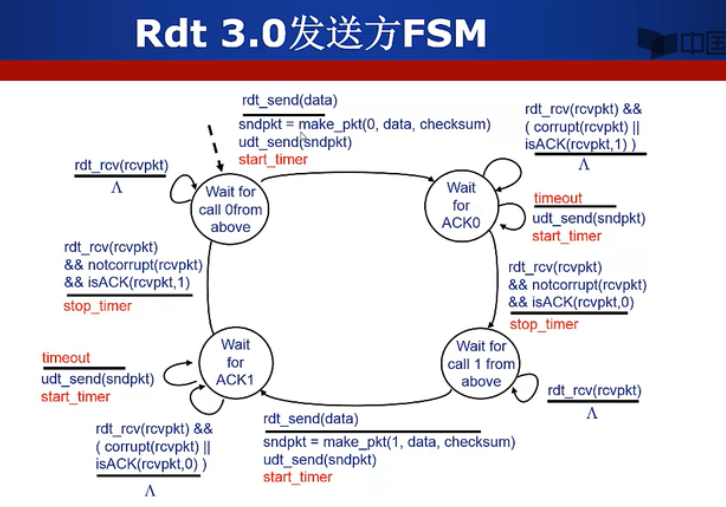 Rdt 3.0发送方FSM
中国
rdt_send(data)
sndpkt = make_pkt(0, data, checksum)
udt_send(sndpkt)
start_timer
rdt_rcv(rcvpkt) &&
( corrupt(rcvpkt) ||
isACK(rcvpkt,1) )
Λ
rdt_rcv(rcvpkt)
Λ
Wait for
call 0from
above
Wait
for
ACK0
timeout
udt_send(sndpkt)
start_timer
rdt_rcv(rcvpkt)
&& notcorrupt(rcvpkt)
&& isACK(rcvpkt,1)
stop_timer
rdt_rcv(rcvpkt)
&& notcorrupt(rcvpkt)
&& isACK(rcvpkt,0)
stop_timer
Wait
for
ACK1
Wait for
call 1 from
above
timeout
udt_send(sndpkt)
start_timer
rdt_rcv(rcvpkt)
Λ
rdt_rcv(rcvpkt) &&
( corrupt(rcvpkt) ||
isACK(rcvpkt,0) )
Λ
rdt_send(data)
sndpkt = make_pkt(1, data, checksum)
udt_send(sndpkt)
start_timer